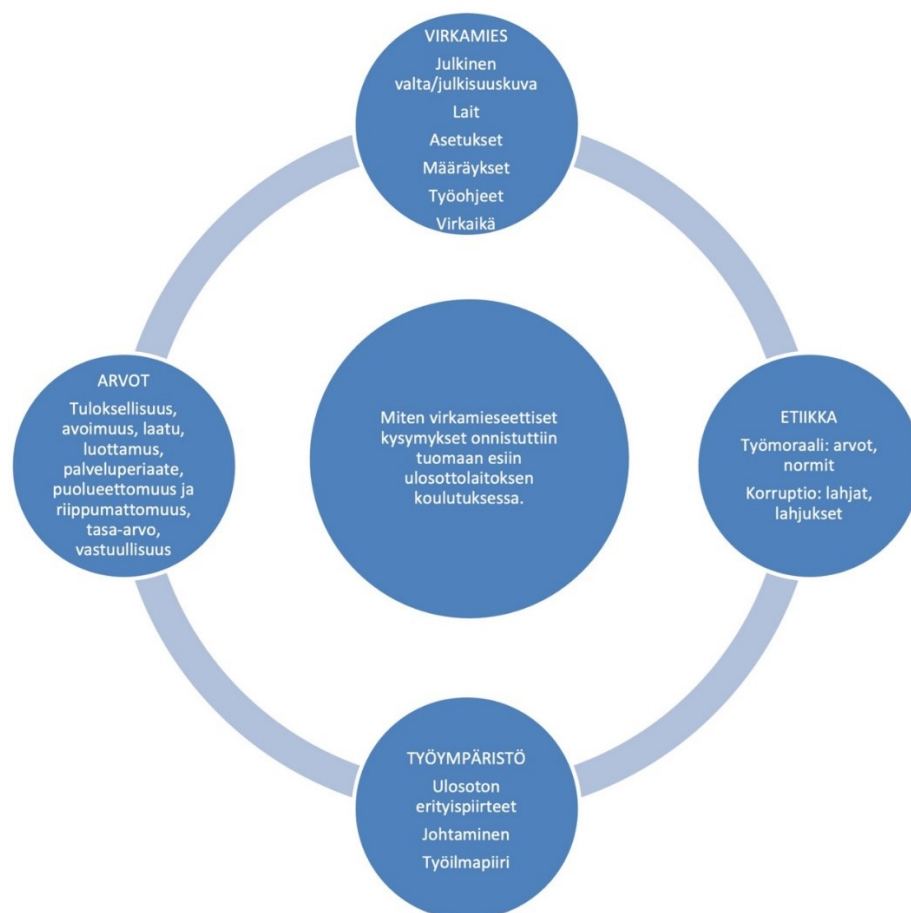 VIRKAMIES
Julkinen
valta/julkisuuskuva
Lait
Asetukset
Määräykset
Työohjeet
Virkaikä
ARVOT
Tuloksellisuus,
avoimuus, laatu,
luottamus,
palveluperiaate,
puolueettomuus ja
riippumattomuus,
tasa-arvo,
vastuullisuus
Miten virkamieseettiset
kysymykset onnistuttiin
tuomaan esiin
ulosottolaitoksen
koulutuksessa.
ETIIKKA
Työmoraali: arvot,
normit
Korruptio: lahjat,
lahjukset
TYÖYMPÄRISTÖ
Ulosoton
erityispiirteet
Johtaminen
Työilmapiiri